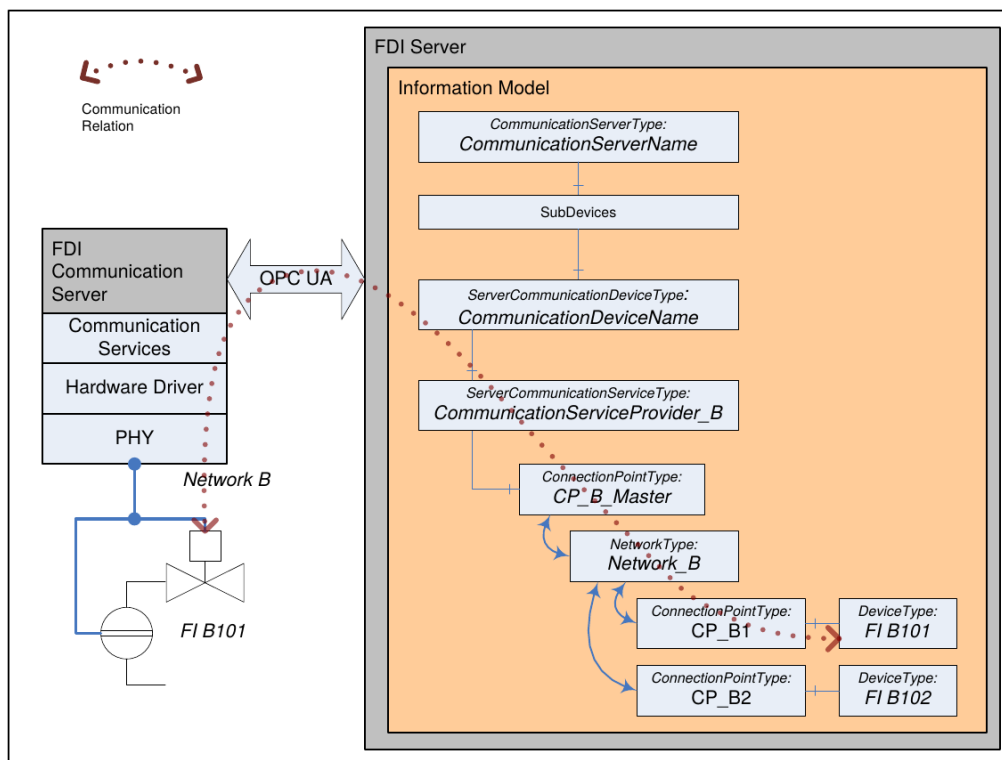 FDI Server
Information Model
Communication
Relation
CommunicationServerType:
CommunicationServerName
SubDevices
FDI
Communication
Server
OPC UA
ServerCommunicationDeviceType:
CommunicationDeviceName
Communication
Services
Hardware Driver
PHY
ServerCommunicationServiceType:
CommunicationServiceProvider_B
Network B
ConnectionPointType:
CP_B_Master
NetworkType:
Network_B
FI B101
ConnectionPointType:
CP_B1
DeviceType:
FI B101
ConnectionPointType:
CP_B2
DeviceType:
FI B102